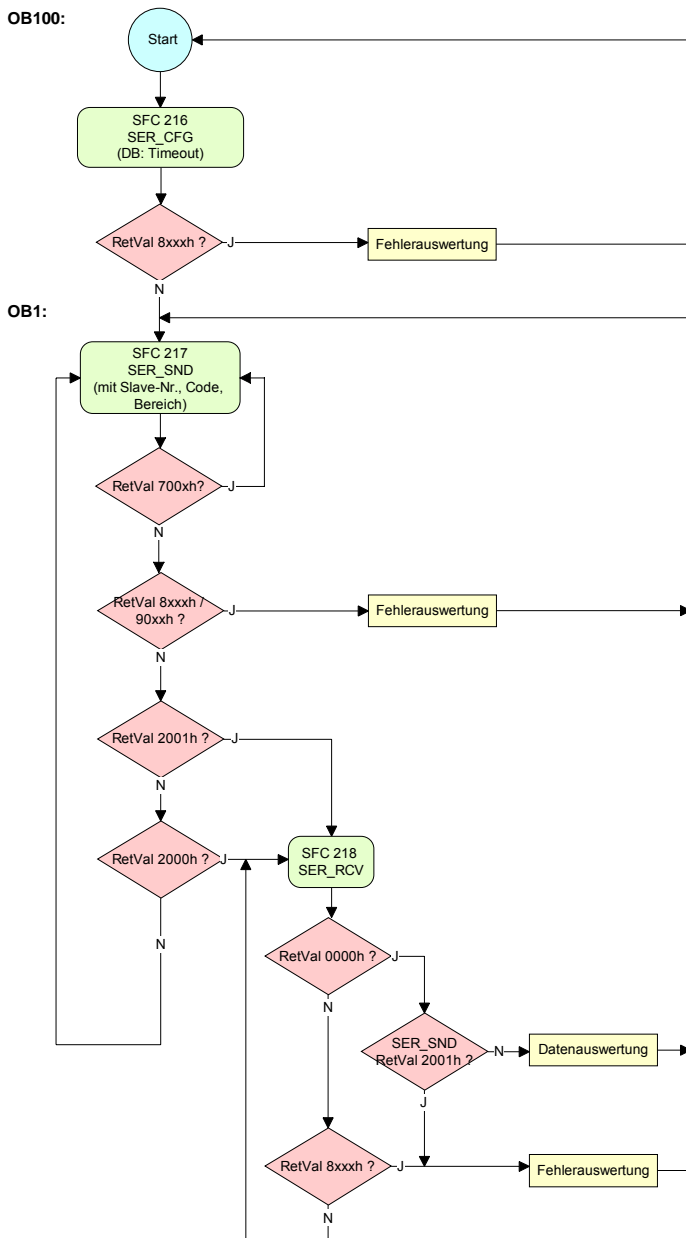 OB100:
Start
SFC 216
SER_CFG
(DB: Timeout)
RetVal 8xxxh ?
J
Fehlerauswertung
N
OB1:
SFC 217
SER_SND
(mit Slave-Nr., Code,
Bereich)
RetVal 700xh?
J
N
RetVal 8xxxh /
90xxh ?
J
Fehlerauswertung
N
RetVal 2001h ?
J
N
RetVal 2000h ?
J
SFC 218
SER_RCV
N
RetVal 0000h ?
J
N
SER_SND
RetVal 2001h ?
N
Datenauswertung
J
RetVal 8xxxh ?
J
Fehlerauswertung
N